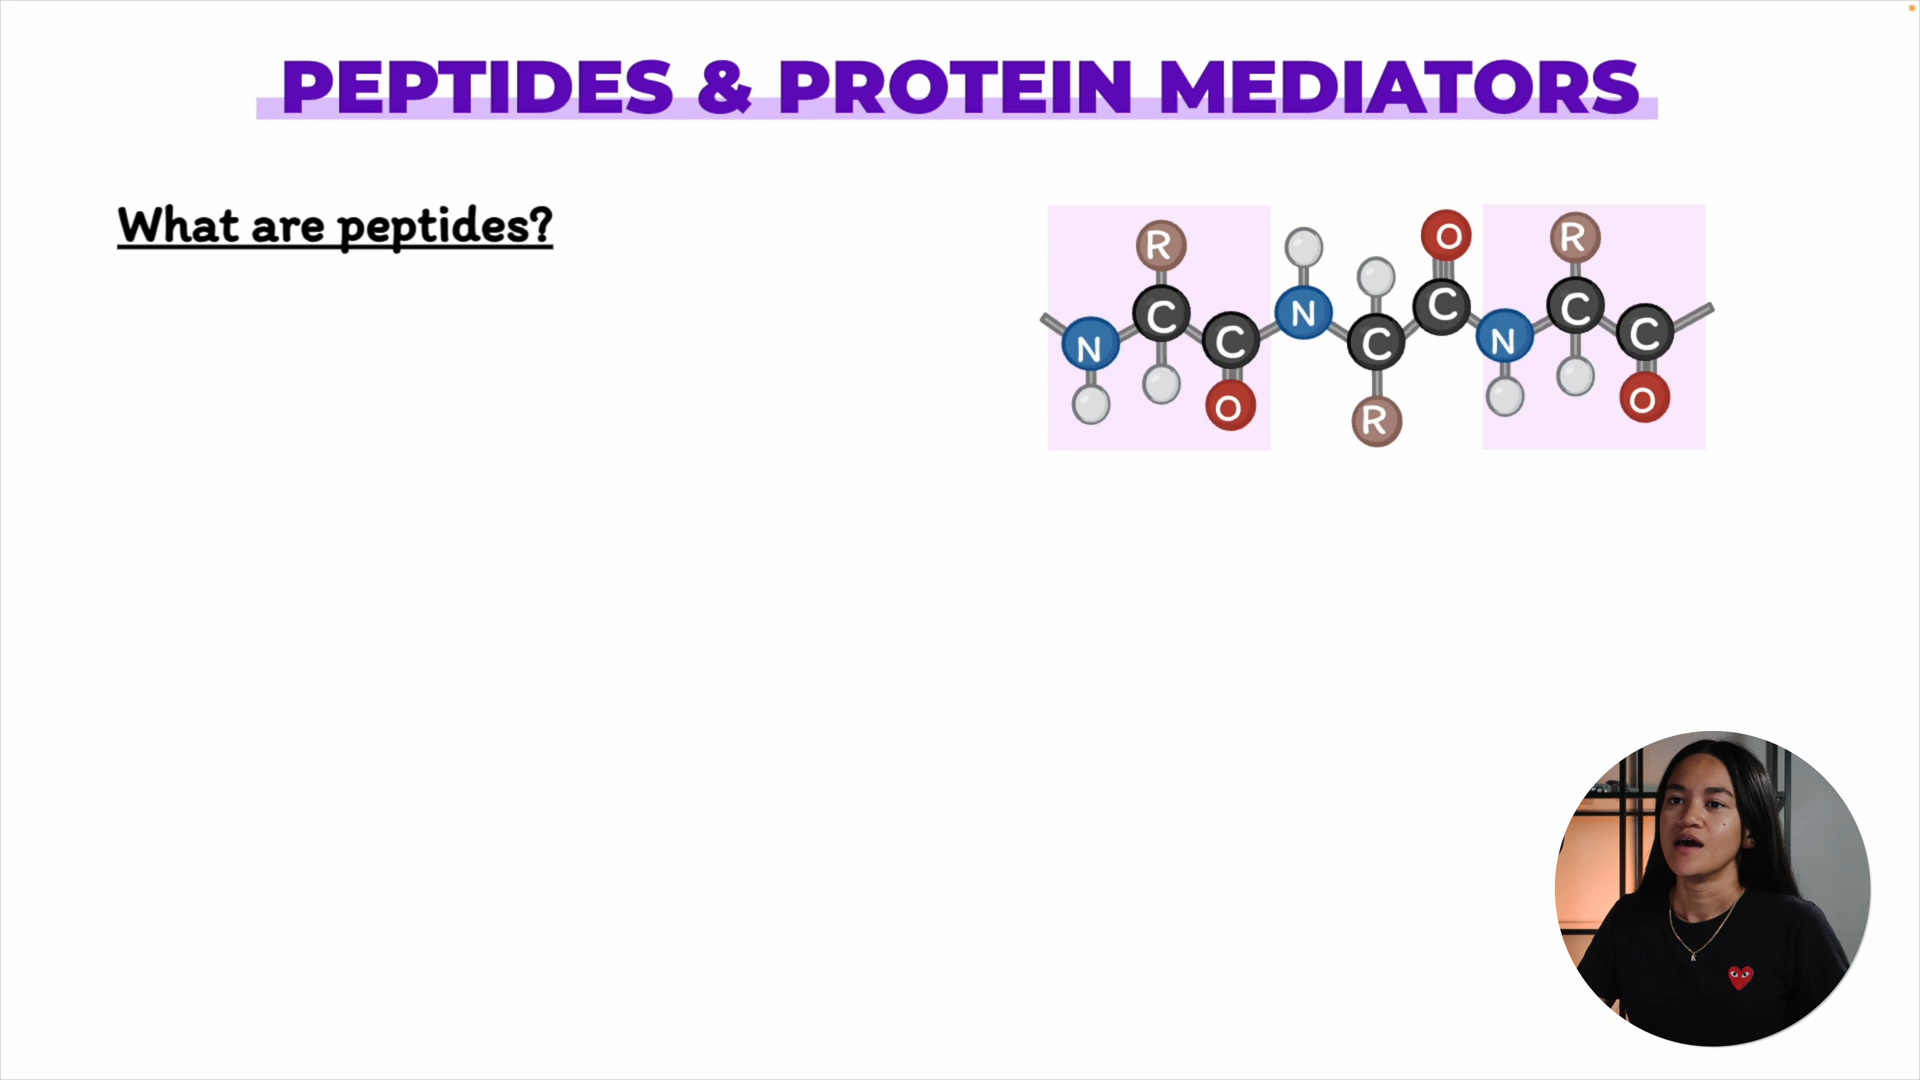 PEPTIDES & PROTEIN MEDIATORS
What are peptides?
R O R
N C C N C C N C C
O R O